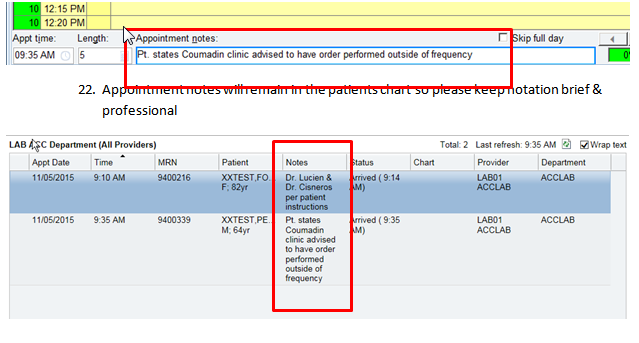 10 12:15 PM
10 12:20 PM
Appt time: Length: Appointment notes: Skip full day
09:35 AM 5 Pt. states Coumadin clinic advised to have order performed outside of frequency
22. Appointment notes will remain in the patients chart so please keep notation brief &
professional
LAB ACC Department (All Providers) Total: 2 Last refresh: 9:35 AM Wrap text
Appt Date Time MRN Patient Notes Status Chart Provider Department
11/05/2015 9:10 AM 9400216 XXTEST,FO... Dr. Lucien & Arrived ( 9:14 LAB01 ACCLAB
F; 82yr Dr. Cisneros AM) ACCLAB
per patient
instructions
11/05/2015 9:35 AM 9400339 XXTEST,PE... Pt. states Arrived ( 9:35 LAB01 ACCLAB
M; 64yr Coumadin AM) ACCLAB
clinic advised
to have order
performed
outside of
frequency